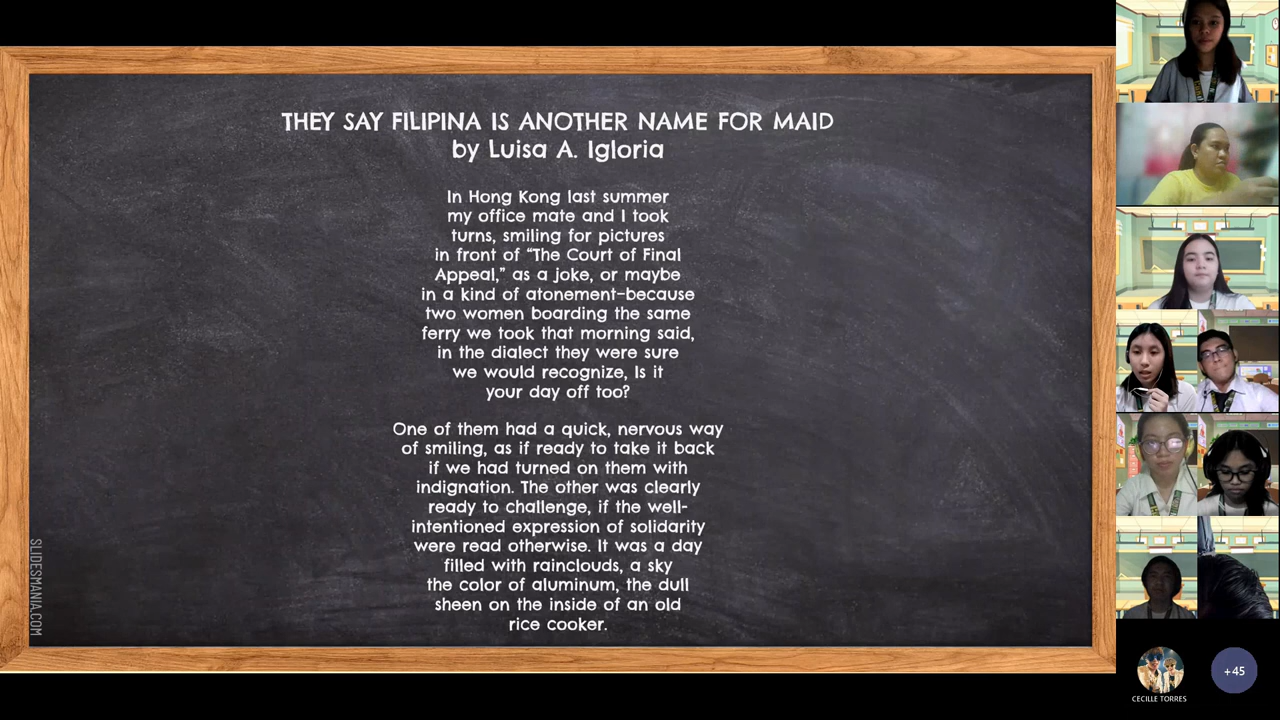 THEY SAY FILIPINA IS ANOTHER NAME FOR MAID
by Luisa A. Igloria
In Hong Kong last summer
my office mate and I took
turns, smiling for pictures
in front of “The Court of Final
Appeal,” as a joke, or maybe
in a kind of atonement–because
two women boarding the same
ferry we took that morning said,
in the dialect they were sure
we would recognize, Is it
your day off too?
One of them had a quick, nervous way
of smiling, as if ready to take it back
if we had turned on them with
indignation. The other was clearly
ready to challenge, if the well-
intentioned expression of solidarity
were read otherwise. It was a day
filled with rainclouds, a sky
the color of aluminum, the dull
sheen on the inside of an old
rice cooker.
SLIDESMANIA.COM
+45
CECILLE TORRES